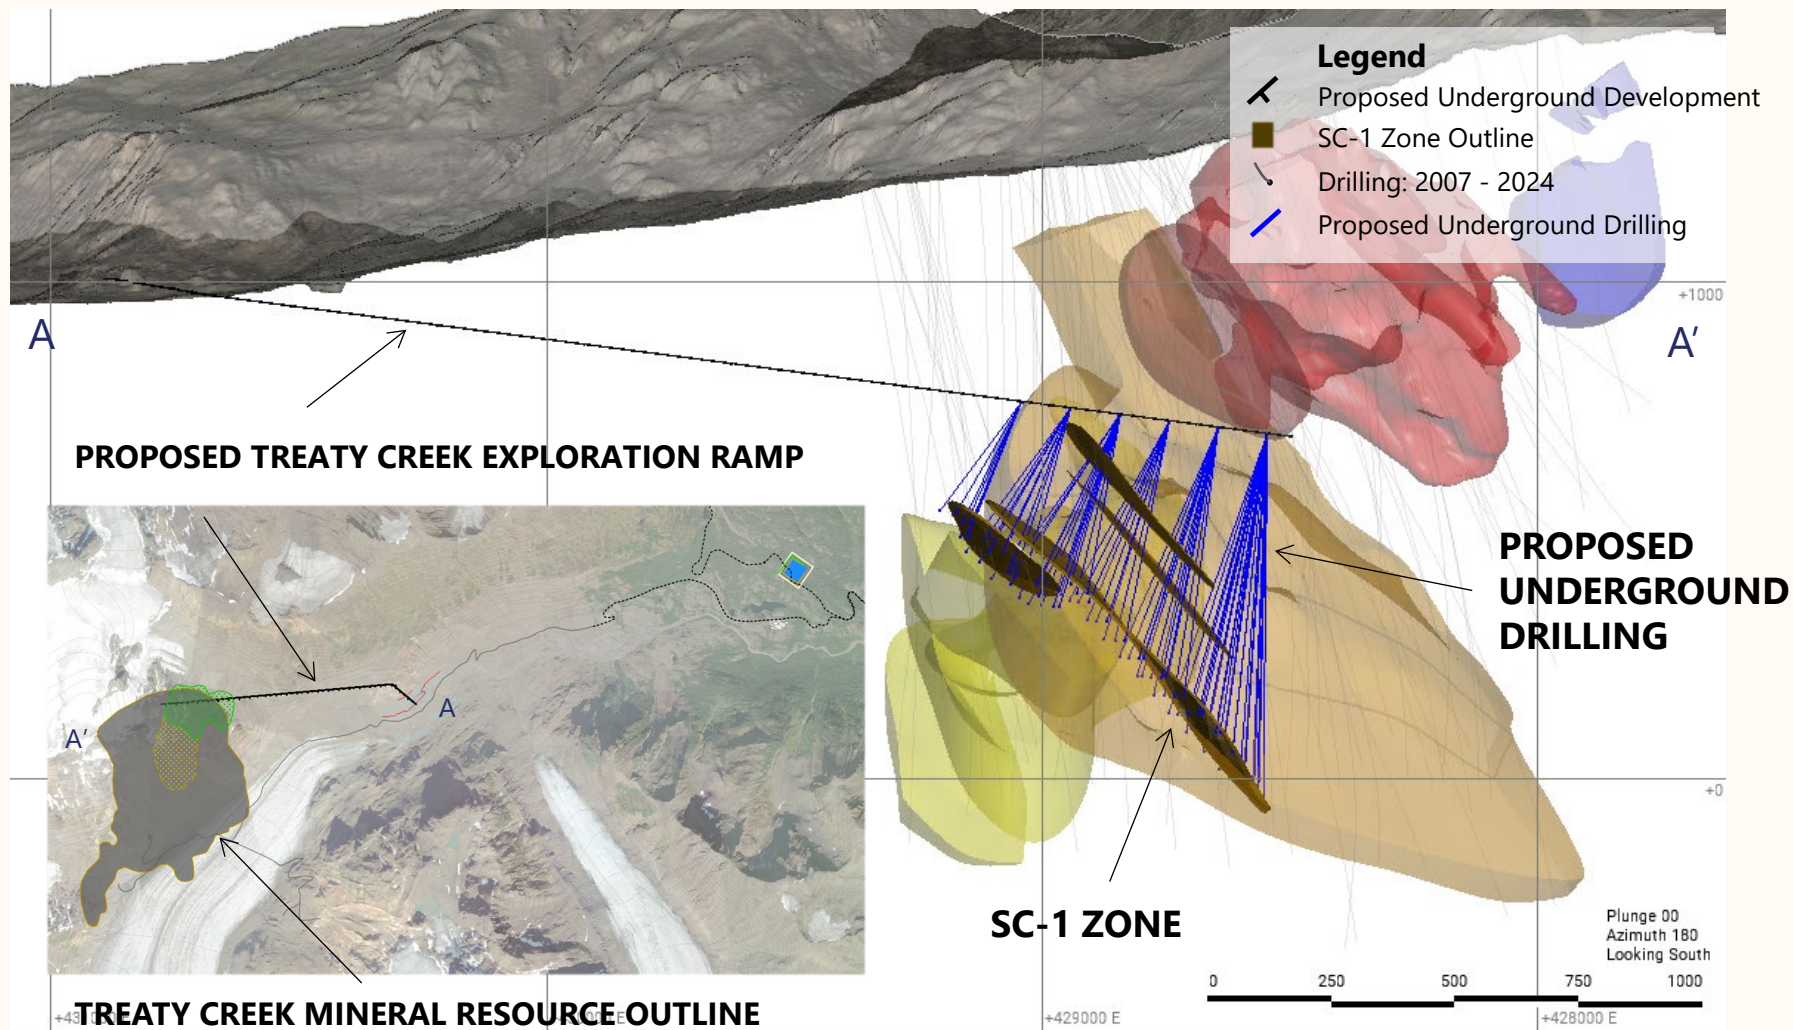 Legend
Proposed Underground Development
SC-1 Zone Outline
Drilling: 2007 - 2024
Proposed Underground Drilling
+1000
A
A'
PROPOSED TREATY CREEK EXPLORATION RAMP
PROPOSED
UNDERGROUND
DRILLING
A
A'
+0
SC-1 ZONE
Plunge 00
Azimuth 180
Looking South
0 250 500 750 1000
TREATY CREEK MINERAL RESOURCE OUTLINE
+429000 E
+428000 E